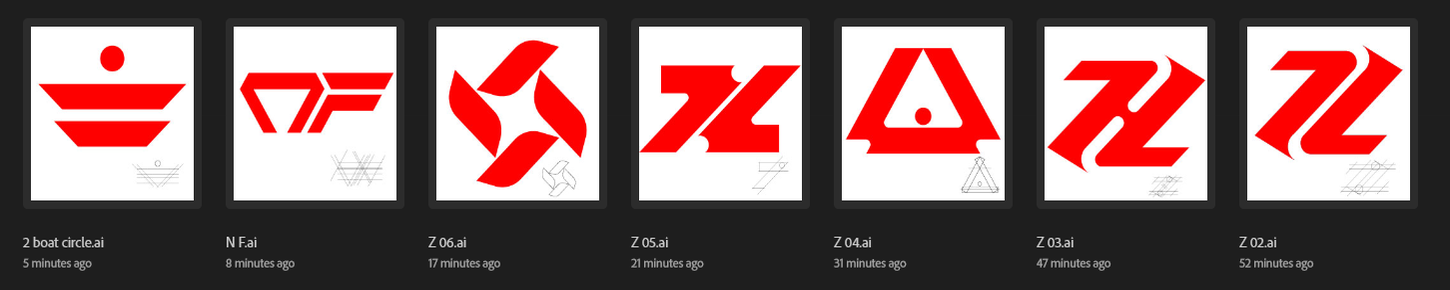 2 boat circle.ai
5 minutes ago
N F.ai
8 minutes ago
Z 06.ai
17 minutes ago
Z 05.ai
21 minutes ago
Z 04.ai
31 minutes ago
Z 03.ai
47 minutes ago
Z 02.ai
52 minutes ago